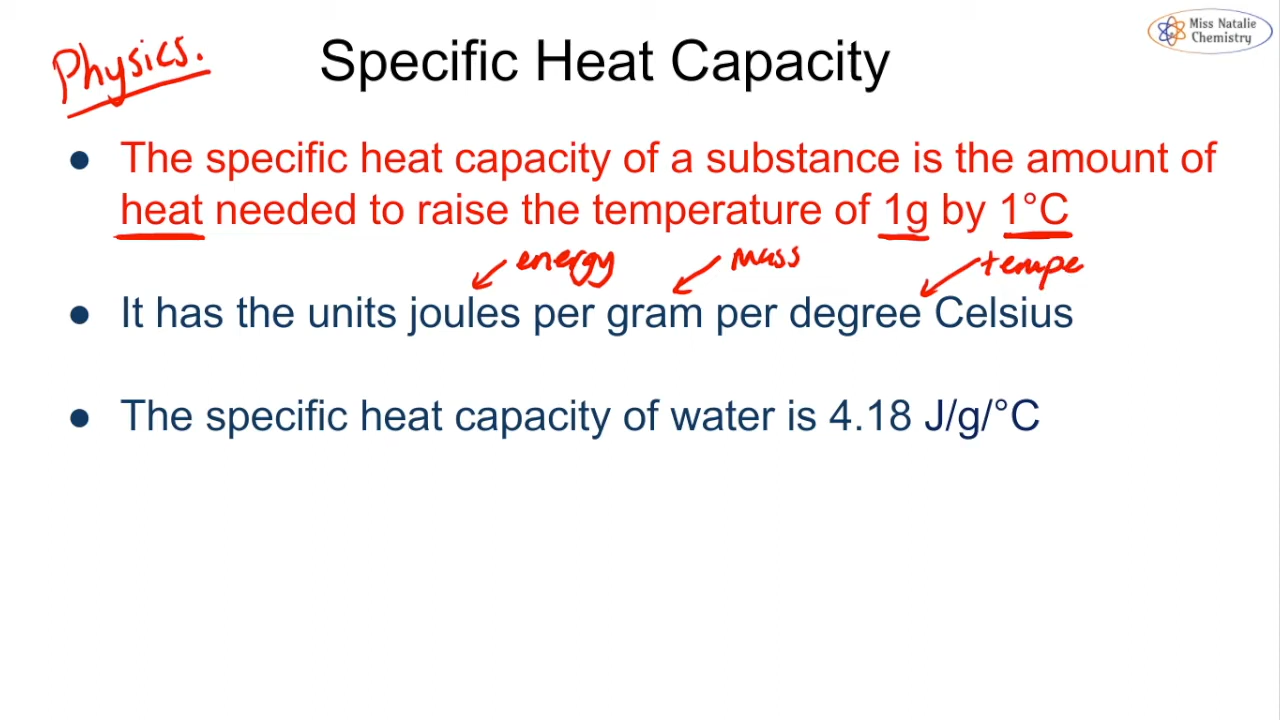 Miss Natalie
Chemistry
Physics.
Specific Heat Capacity
● The specific heat capacity of a substance is the amount of
heat needed to raise the temperature of 1g by 1°C
energy mass tempe
● It has the units joules per gram per degree Celsius
● The specific heat capacity of water is 4.18 J/g/°C